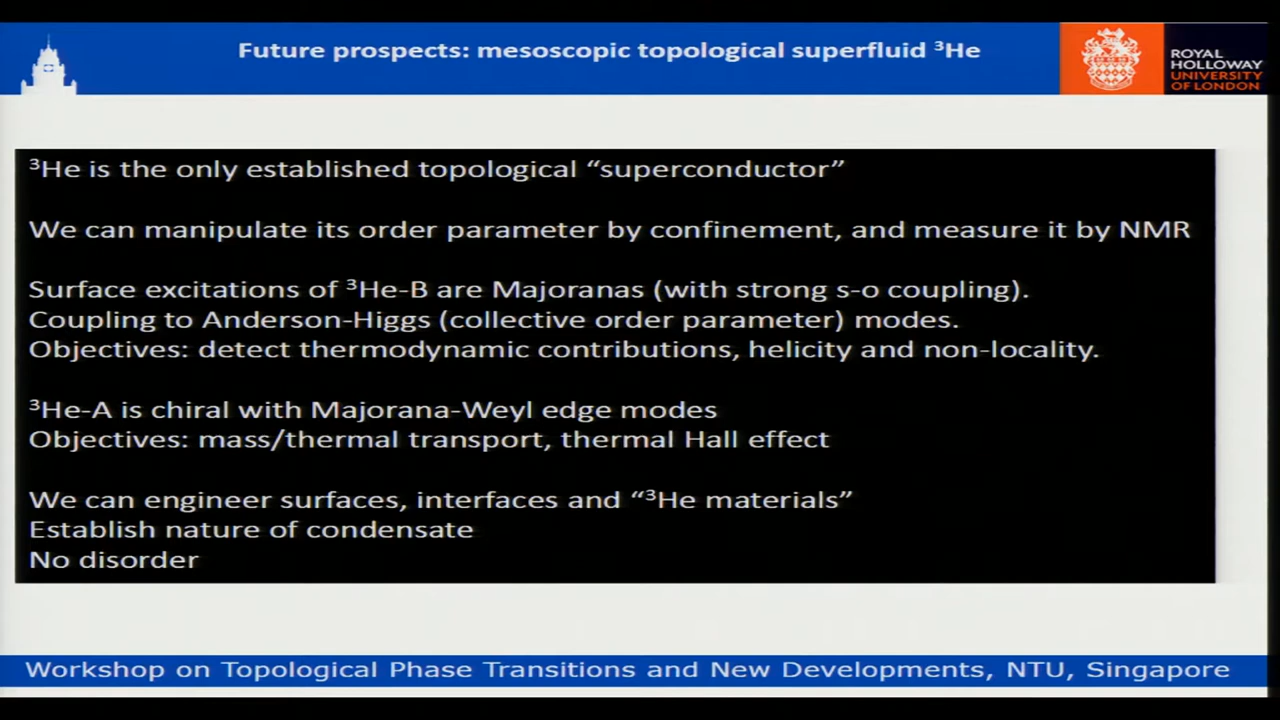 Future prospects: mesoscopic topological superfluid ³He
ROYAL
HOLLOWAY
UNIVERSITY
OF LONDON
³He is the only established topological “superconductor”
We can manipulate its order parameter by confinement, and measure it by NMR
Surface excitations of ³He-B are Majoranas (with strong s-o coupling).
Coupling to Anderson-Higgs (collective order parameter) modes.
Objectives: detect thermodynamic contributions, helicity and non-locality.
³He-A is chiral with Majorana-Weyl edge modes
Objectives: mass/thermal transport, thermal Hall effect
We can engineer surfaces, interfaces and “³He materials”
Establish nature of condensate
No disorder
Workshop on Topological Phase Transitions and New Developments, NTU, Singapore